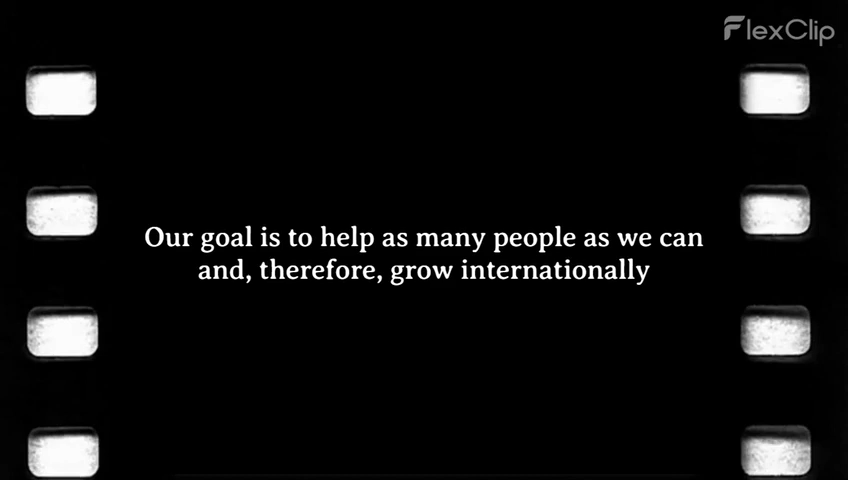 FlexClip
Our goal is to help as many people as we can
and, therefore, grow internationally